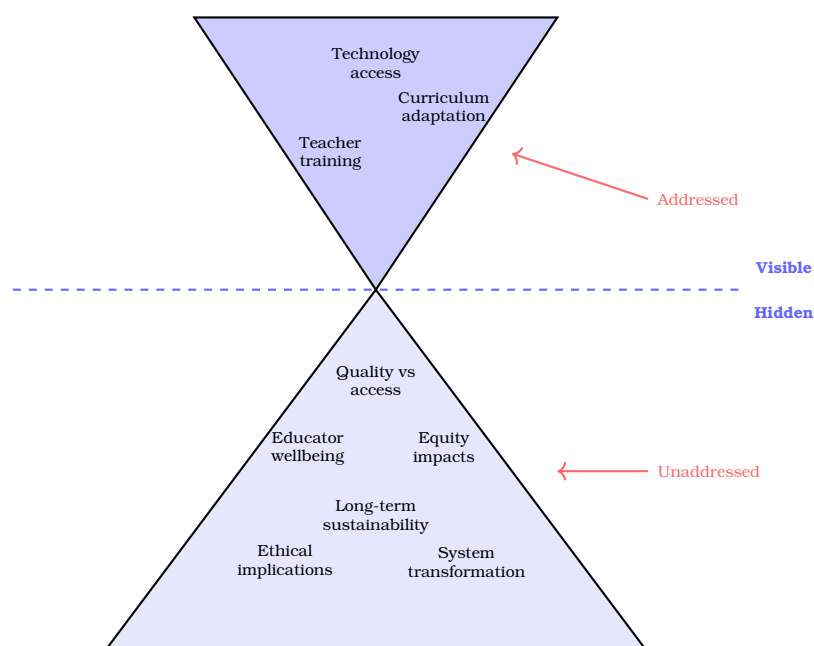 Technology
access
Curriculum
adaptation
Teacher
training
Addressed
Visible
Hidden
Quality vs
access
Educator
wellbeing
Equity
impacts
Unaddressed
Long-term
sustainability
Ethical
implications
System
transformation